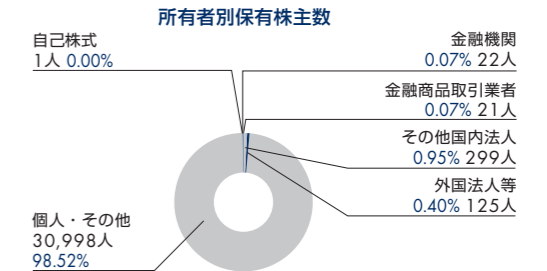 所有者別保有株主数
自己株式
1人 0.00%
金融機関
0.07% 22人
金融商品取引業者
0.07% 21人
その他国内法人
0.95% 299人
外国法人等
0.40% 125人
個人・その他
30,998人
98.52%